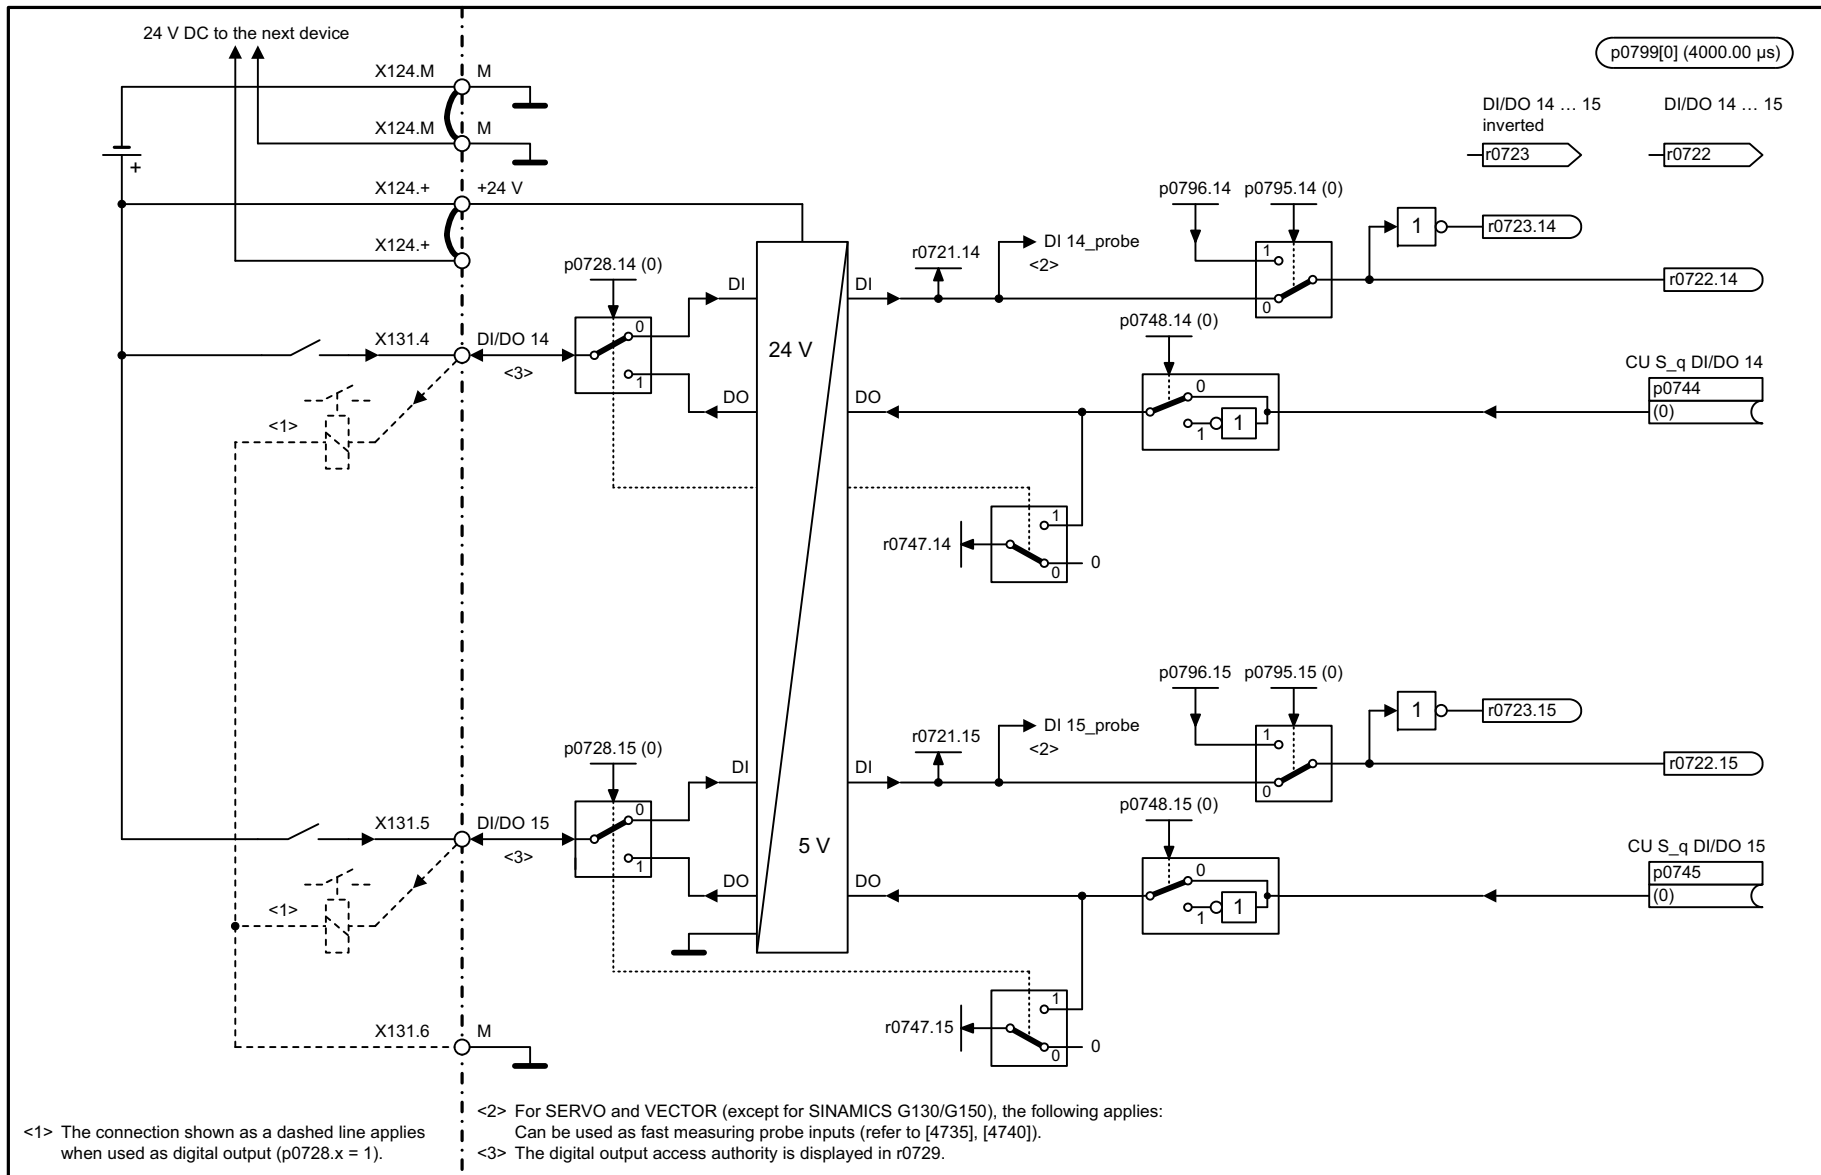 24 V DC to the next device
p0799[0] (4000.00 µs)
X124.M M
DI/DO 14 … 15
inverted
DI/DO 14 … 15
X124.M M
r0723
r0722
+
X124.+ +24 V
p0796.14 p0795.14 (0)
X124.+
1
r0723.14
DI 14_probe
<2>
r0721.14
1
p0728.14 (0)
DI
DI
r0722.14
0
p0748.14 (0)
X131.4 DI/DO 14
<3>
0
1
24 V
CU S_q DI/DO 14
p0744
(0)
0
1
1
DO
DO
<1>
1
r0747.14
0
0
p0796.15 p0795.15 (0)
1
r0723.15
DI 15_probe
<2>
r0721.15
1
p0728.15 (0)
DI
DI
r0722.15
0
p0748.15 (0)
X131.5 DI/DO 15
<3>
0
1
5 V
CU S_q DI/DO 15
p0745
(0)
0
1
1
DO
DO
<1>
1
r0747.15
0
0
X131.6 M
<1> The connection shown as a dashed line applies
when used as digital output (p0728.x = 1).
<2> For SERVO and VECTOR (except for SINAMICS G130/G150), the following applies:
Can be used as fast measuring probe inputs (refer to [4735], [4740]).
<3> The digital output access authority is displayed in r0729.